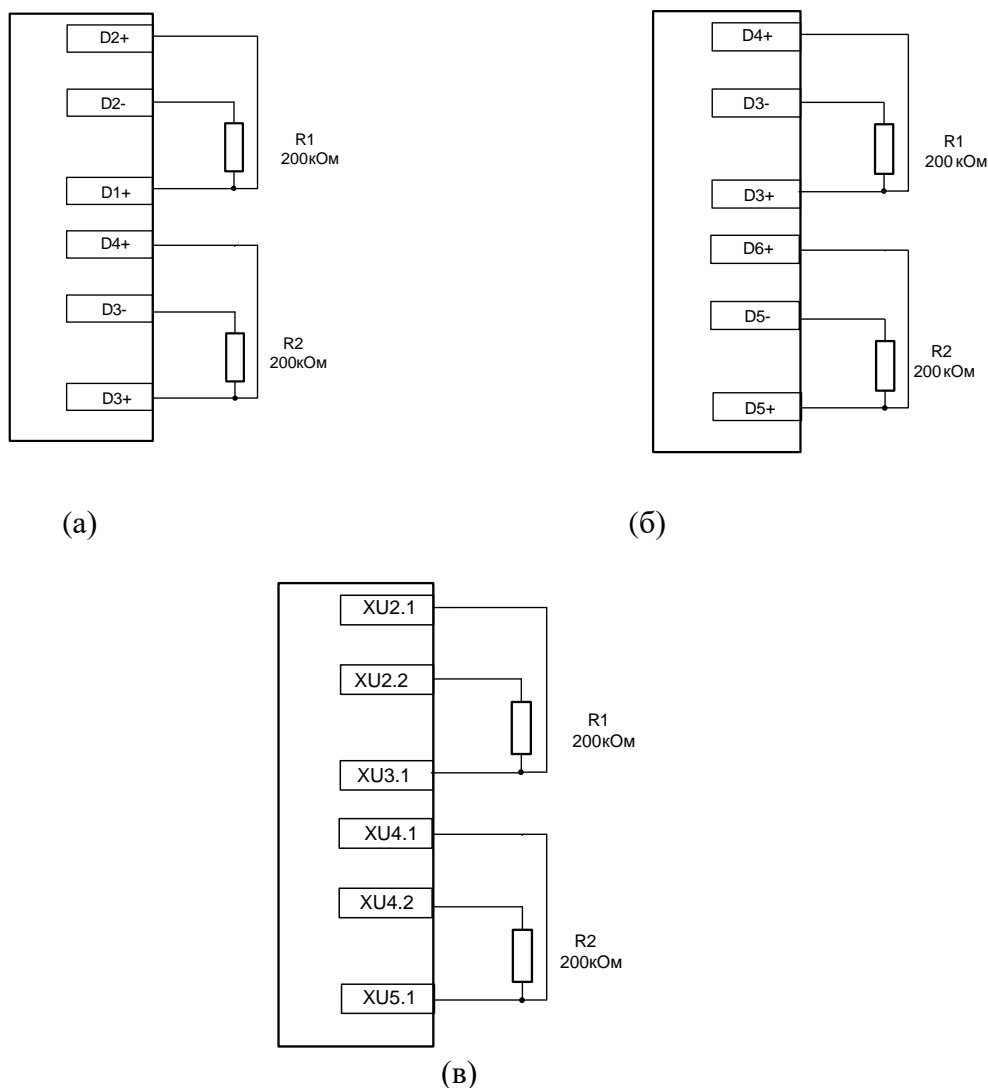 D2+
D2-
R1
200кОм
D1+
D4+
D3-
R2
200кОм
D3+
(а)
D4+
D3-
R1
200 кОм
D3+
D6+
D5-
R2
200 кОм
D5+
(б)
XU2.1
XU2.2
R1
200кОм
XU3.1
XU4.1
XU4.2
R2
200кОм
XU5.1
(в)